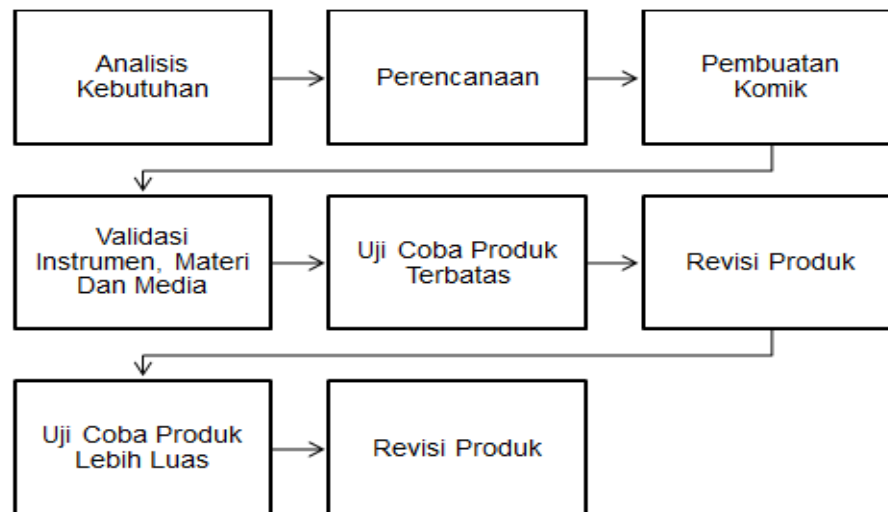 Analisis
Kebutuhan
Perencanaan
Pembuatan
Komik
Validasi
Instrumen, Materi
Dan Media
Uji Coba Produk
Terbatas
Revisi Produk
Uji Coba Produk
Lebih Luas
Revisi Produk